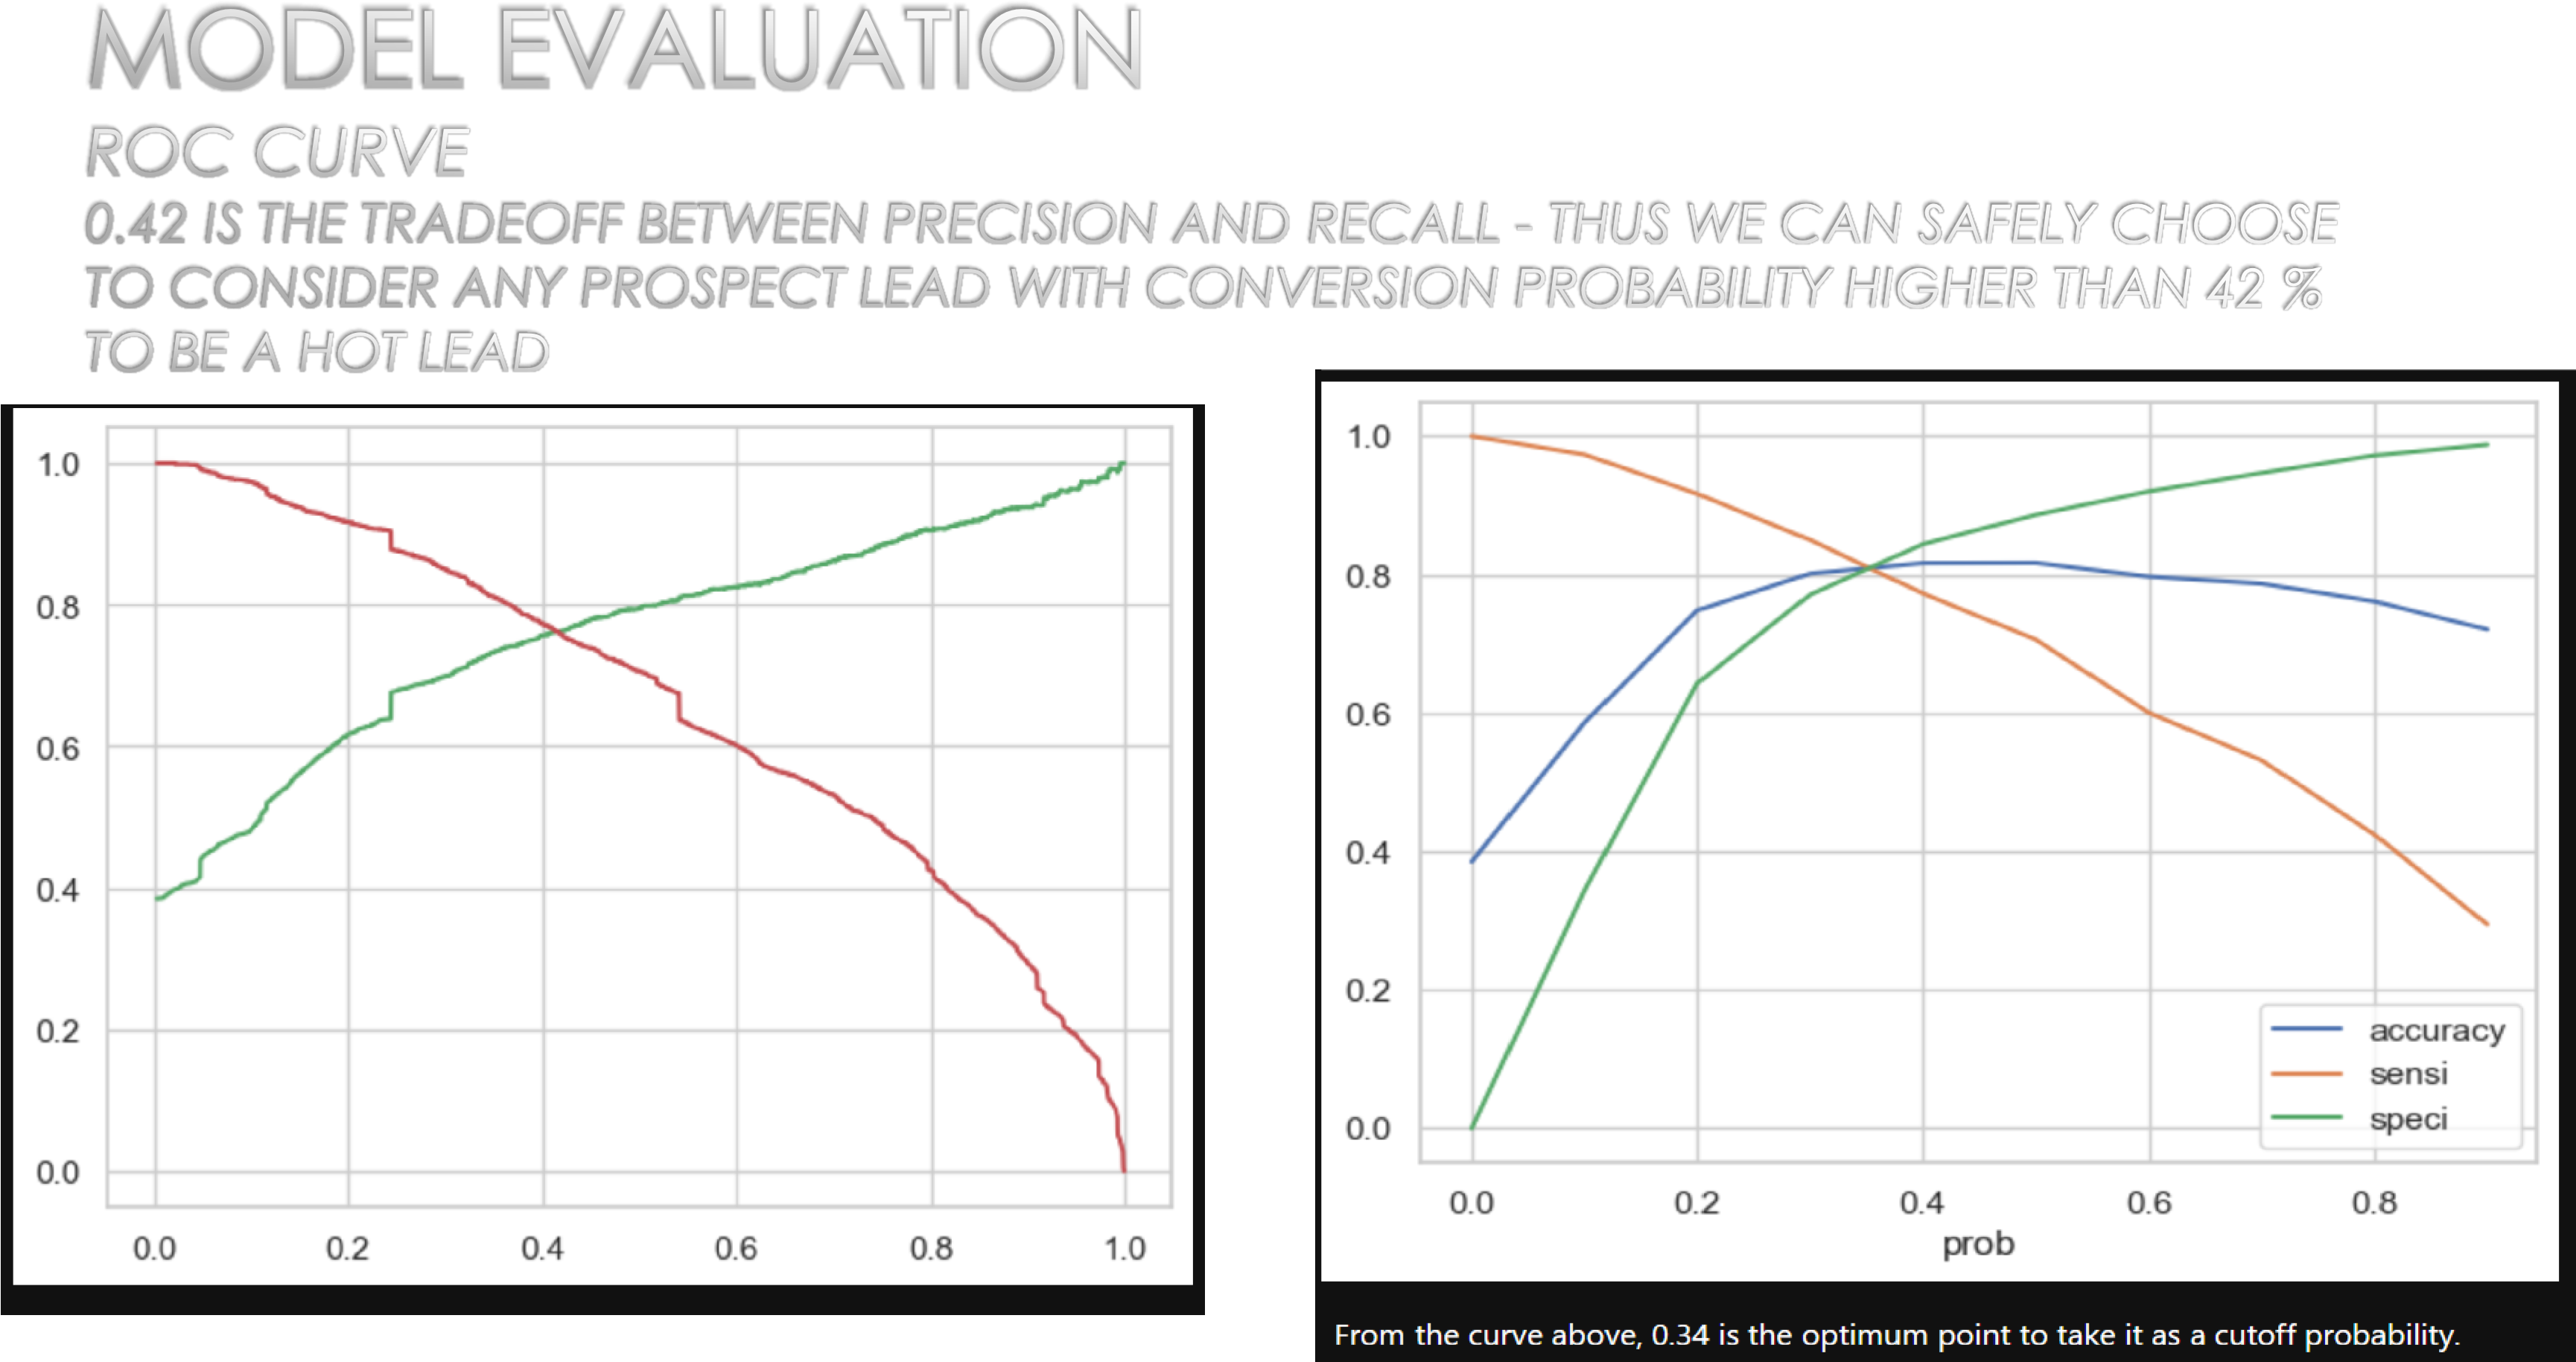 MODEL EVALUATION
ROC CURVE
0.42 IS THE TRADEOFF BETWEEN PRECISION AND RECALL - THUS WE CAN SAFELY CHOOSE
TO CONSIDER ANY PROSPECT LEAD WITH CONVERSION PROBABILITY HIGHER THAN 42 %
TO BE A HOT LEAD
1.0
0.8
0.6
0.4
0.2
0.0
0.0 0.2 0.4 0.6 0.8 1.0
1.0
0.8
0.6
0.4
0.2
0.0
accuracy
sensi
speci
0.0 0.2 0.4 0.6 0.8
prob
From the curve above, 0.34 is the optimum point to take it as a cutoff probability.